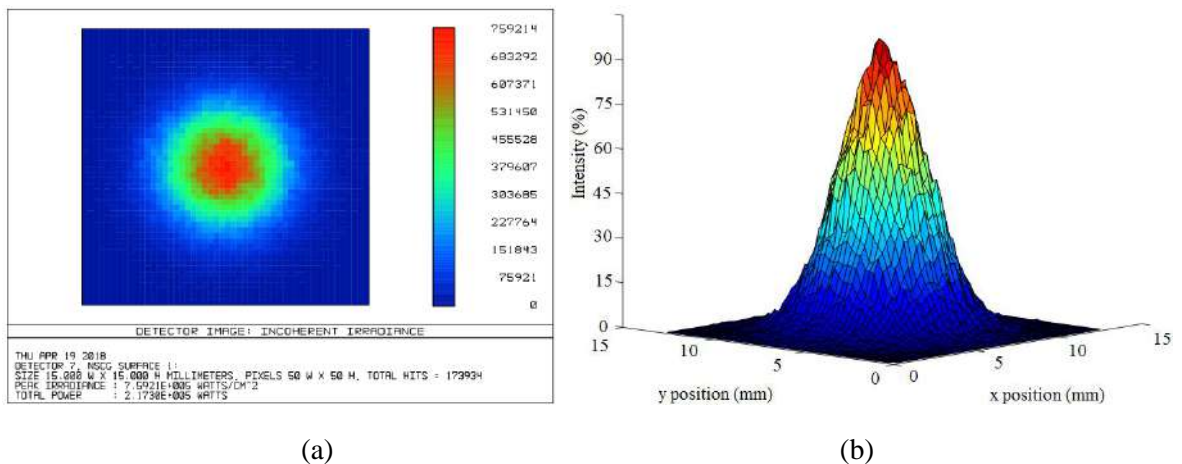 759214
683292
607371
531450
455528
379607
303685
227764
151843
75921
0
DETECTOR IMAGE: INCOHERENT IRRADIANCE
THU APR 19 2018
DETECTOR 7, NSCG SURFACE 1:
SIZE 15.000 W X 15.000 H MILLIMETERS, PIXELS 50 W X 50 H, TOTAL HITS = 173934
PEAK IRRADIANCE : 7.5921E+005 WATTS/CM^2
TOTAL POWER : 2.1730E+005 WATTS
(a)
90
75
60
45
30
15
0
Intensity (%)
15
10
5
0
y position (mm)
0
5
10
15
x position (mm)
(b)